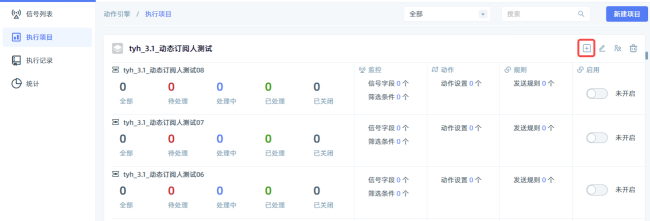 信号列表
执行项目
执行记录
统计
动作引擎 / 执行项目
全部
搜索
新建项目
tyh_3.1_动态订阅人测试
tyh_3.1_动态订阅人测试08
0 0 0 0 0
全部 待处理 处理中 已处理 已关闭
监控 动作 规则 启用
信号字段 0 个 动作设置 0 个 发送规则 0 个
筛选条件 0 个
未开启
tyh_3.1_动态订阅人测试07
0 0 0 0 0
全部 待处理 处理中 已处理 已关闭
信号字段 0 个 动作设置 0 个 发送规则 0 个
筛选条件 0 个
未开启
tyh_3.1_动态订阅人测试06
0 0 0 0 0
全部 待处理 处理中 已处理 已关闭
信号字段 0 个 动作设置 0 个 发送规则 0 个
筛选条件 0 个
未开启